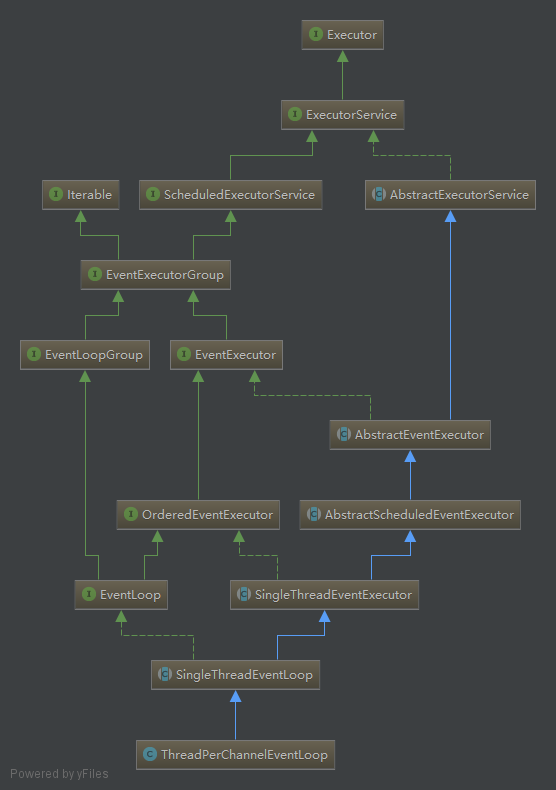 Executor
ExecutorService
Iterable
ScheduledExecutorService
AbstractExecutorService
EventExecutorGroup
EventLoopGroup
EventExecutor
AbstractEventExecutor
OrderedEventExecutor
AbstractScheduledEventExecutor
EventLoop
SingleThreadEventExecutor
SingleThreadEventLoop
ThreadPerChannelEventLoop
Powered by yFiles